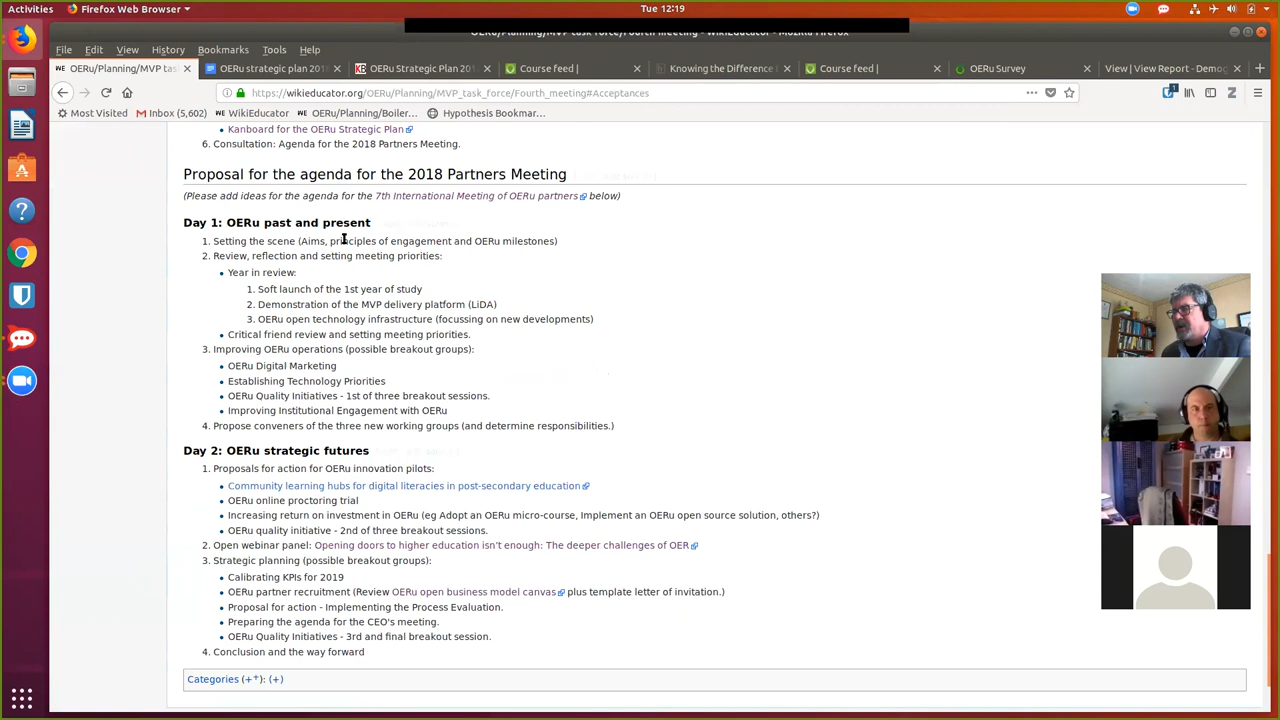 Activities
Firefox Web Browser
Tue 12:19
OERu/Planning/MVP task force/Fourth meeting - WikiEducator - Mozilla Firefox
File Edit View History Bookmarks Tools Help
WE OERu/Planning/MVP tas
OERu strategic plan 2018
KB OERu Strategic Plan 201
Course feed |
Knowing the Difference
Course feed |
OERu Survey
View | View Report - Demog
https://wikieducator.org/OERu/Planning/MVP_task_force/Fourth_meeting#Acceptances
Most Visited
Inbox (5,602)
WE WikiEducator
WE OERu/Planning/Boiler...
Hypothesis Bookmar...
• Kanboard for the OERu Strategic Plan
6. Consultation: Agenda for the 2018 Partners Meeting.
Proposal for the agenda for the 2018 Partners Meeting
(Please add ideas for the agenda for the 7th International Meeting of OERu partners below)
Day 1: OERu past and present
1. Setting the scene (Aims, principles of engagement and OERu milestones)
2. Review, reflection and setting meeting priorities:
• Year in review:
1. Soft launch of the 1st year of study
2. Demonstration of the MVP delivery platform (LiDA)
3. OERu open technology infrastructure (focussing on new developments)
• Critical friend review and setting meeting priorities.
3. Improving OERu operations (possible breakout groups):
• OERu Digital Marketing
• Establishing Technology Priorities
• OERu Quality Initiatives - 1st of three breakout sessions.
• Improving Institutional Engagement with OERu
4. Propose conveners of the three new working groups (and determine responsibilities.)
Day 2: OERu strategic futures
1. Proposals for action for OERu innovation pilots:
• Community learning hubs for digital literacies in post-secondary education
• OERu online proctoring trial
• Increasing return on investment in OERu (eg Adopt an OERu micro-course, Implement an OERu open source solution, others?)
• OERu quality initiative - 2nd of three breakout sessions.
2. Open webinar panel: Opening doors to higher education isn't enough: The deeper challenges of OER
3. Strategic planning (possible breakout groups):
• Calibrating KPIs for 2019
• OERu partner recruitment (Review OERu open business model canvas plus template letter of invitation.)
• Proposal for action - Implementing the Process Evaluation.
• Preparing the agenda for the CEO's meeting.
• OERu Quality Initiatives - 3rd and final breakout session.
4. Conclusion and the way forward
Categories (+⁺): (+)